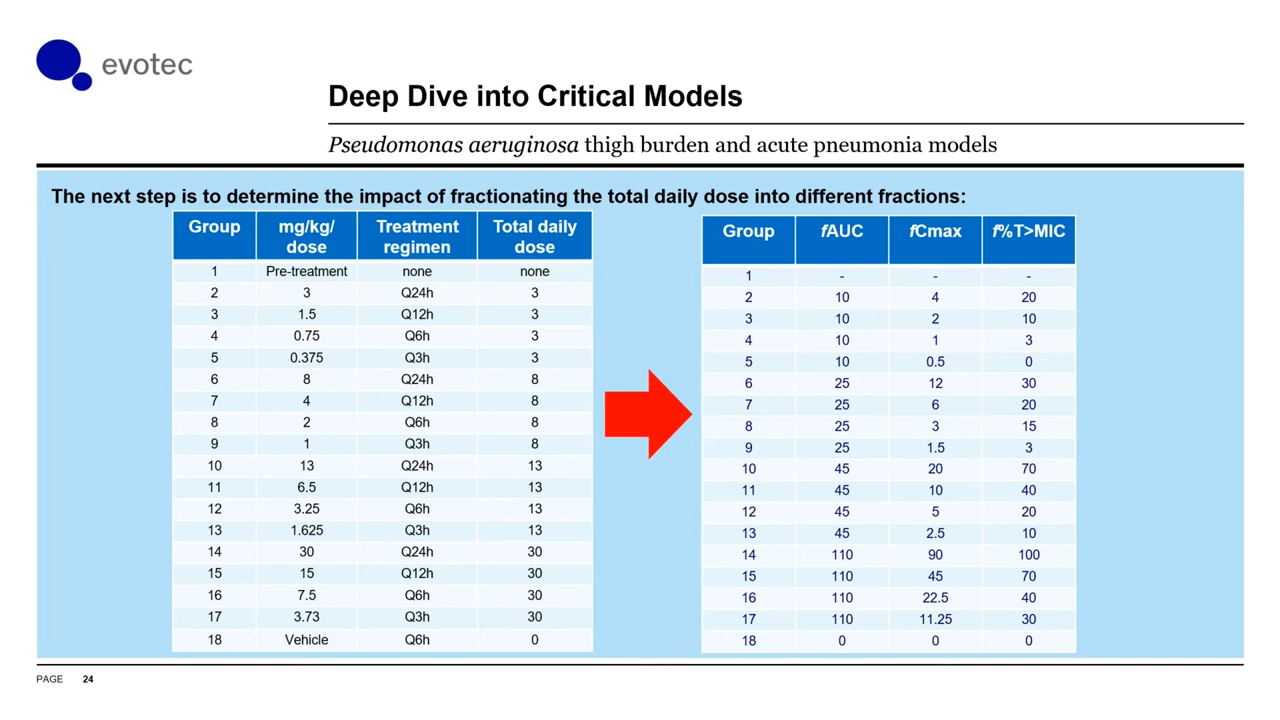 evotec
Deep Dive into Critical Models
Pseudomonas aeruginosa thigh burden and acute pneumonia models
The next step is to determine the impact of fractionating the total daily dose into different fractions:
Group mg/kg/dose Treatment regimen Total daily dose
1 Pre-treatment none none
2 3 Q24h 3
3 1.5 Q12h 3
4 0.75 Q6h 3
5 0.375 Q3h 3
6 8 Q24h 8
7 4 Q12h 8
8 2 Q6h 8
9 1 Q3h 8
10 13 Q24h 13
11 6.5 Q12h 13
12 3.25 Q6h 13
13 1.625 Q3h 13
14 30 Q24h 30
15 15 Q12h 30
16 7.5 Q6h 30
17 3.73 Q3h 30
18 Vehicle Q6h 0
Group fAUC fCmax f%T>MIC
1 - - -
2 10 4 20
3 10 2 10
4 10 1 3
5 10 0.5 0
6 25 12 30
7 25 6 20
8 25 3 15
9 25 1.5 3
10 45 20 70
11 45 10 40
12 45 5 20
13 45 2.5 10
14 110 90 100
15 110 45 70
16 110 22.5 40
17 110 11.25 30
18 0 0 0
PAGE 24